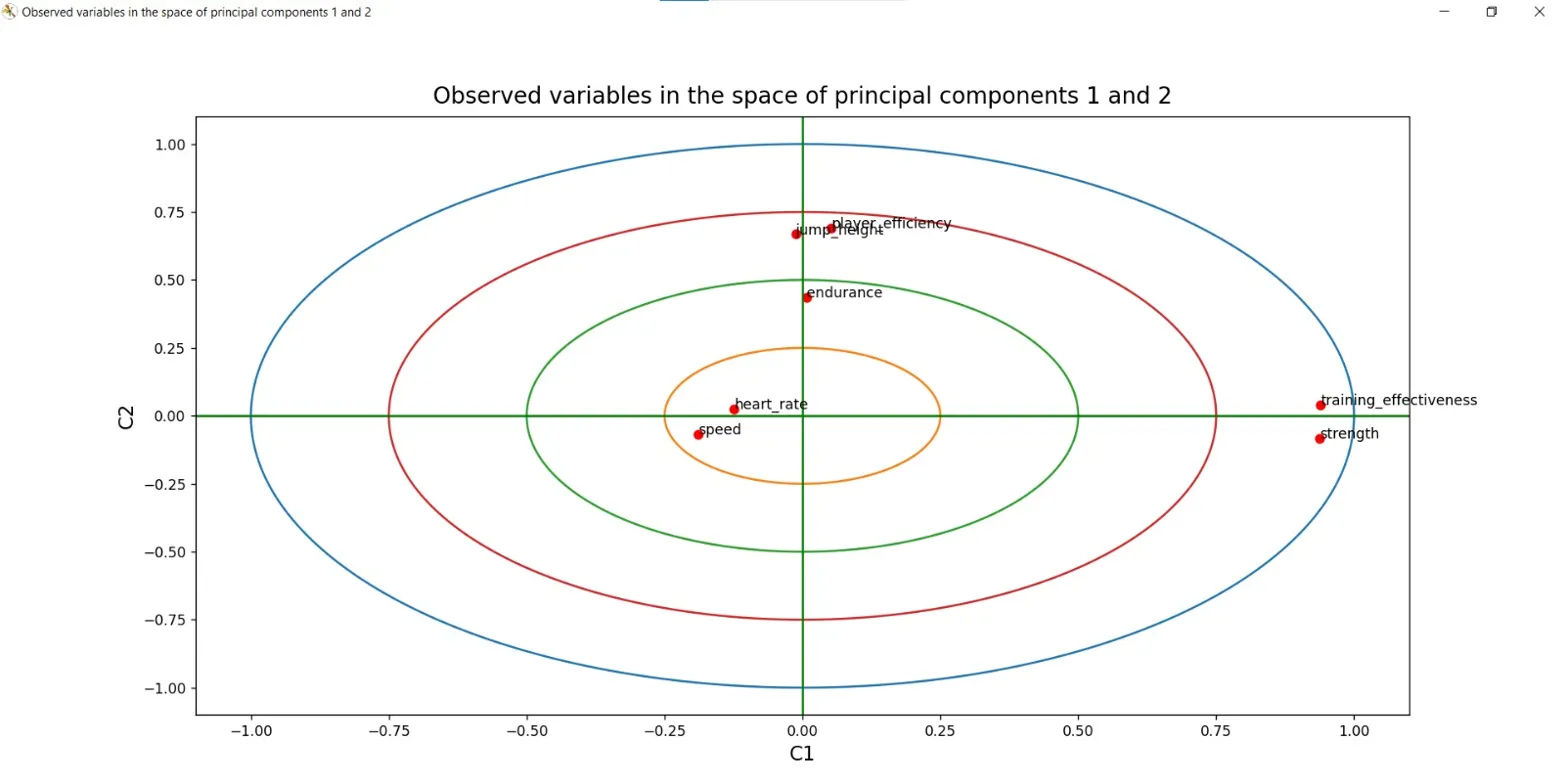 Observed variables in the space of principal components 1 and 2
Observed variables in the space of principal components 1 and 2
1.00
0.75
player_efficiency
jump_height
0.50
endurance
0.25
training_effectiveness
heart_rate
0.00
C2
speed
strength
−0.25
−0.50
−0.75
−1.00
−1.00 −0.75 −0.50 −0.25 0.00 0.25 0.50 0.75 1.00
C1